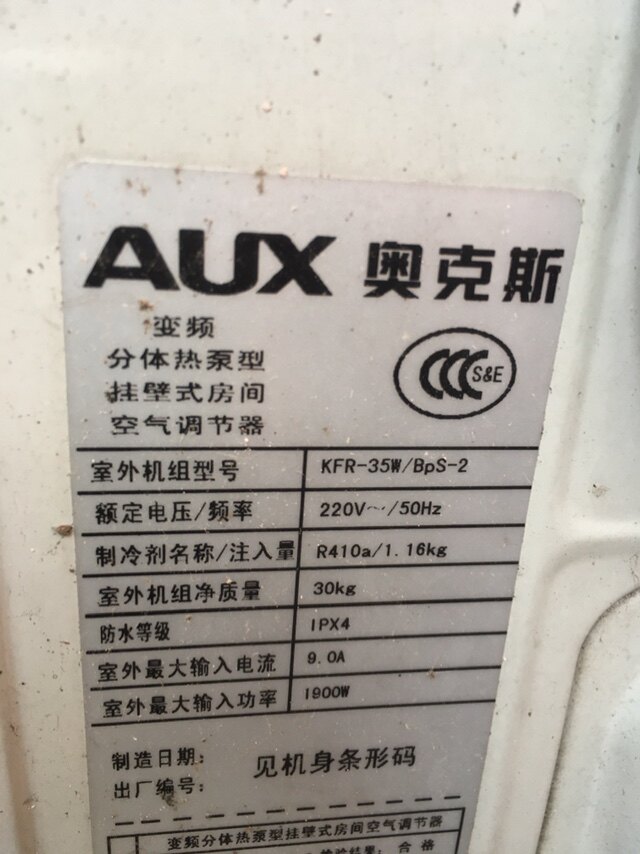 AUX 奥克斯
变频
分体热泵型
挂壁式房间
空气调节器
CCC S&E
室外机组型号 KFR-35W/BpS-2
额定电压/频率 220V~/50Hz
制冷剂名称/注入量 R410a/1.16kg
室外机组净质量 30kg
防水等级 IPX4
室外最大输入电流 9.0A
室外最大输入功率 1900W
制造日期: 见机身条形码
出厂编号:
变频分体热泵型挂壁式房间空气调节器
检验结果: 合 格